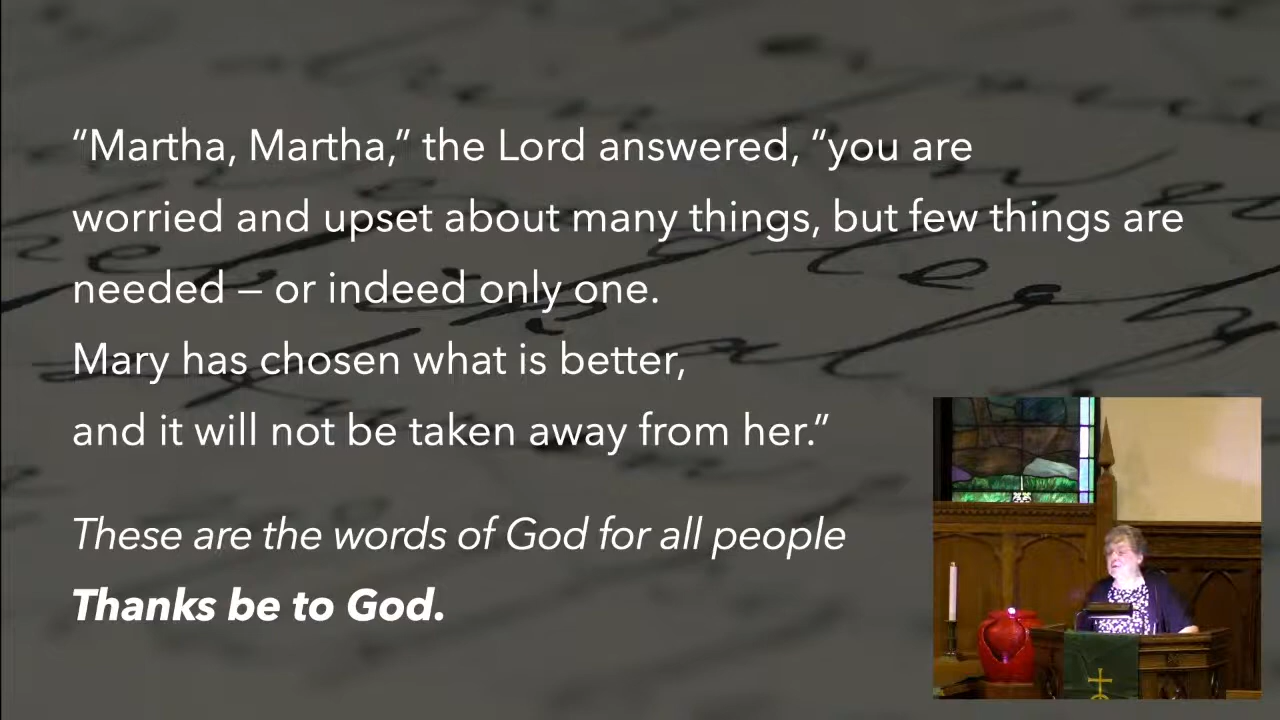 “Martha, Martha,” the Lord answered, “you are
worried and upset about many things, but few things are
needed – or indeed only one.
Mary has chosen what is better,
and it will not be taken away from her.”
These are the words of God for all people
Thanks be to God.